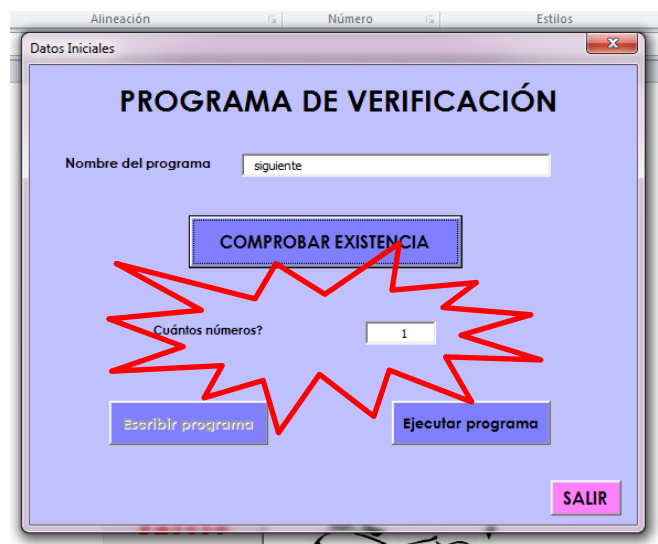 Alineación Número Estilos
Datos Iniciales
PROGRAMA DE VERIFICACIÓN
Nombre del programa siguiente
COMPROBAR EXISTENCIA
Cuántos números? 1
Escribir programa Ejecutar programa
SALIR